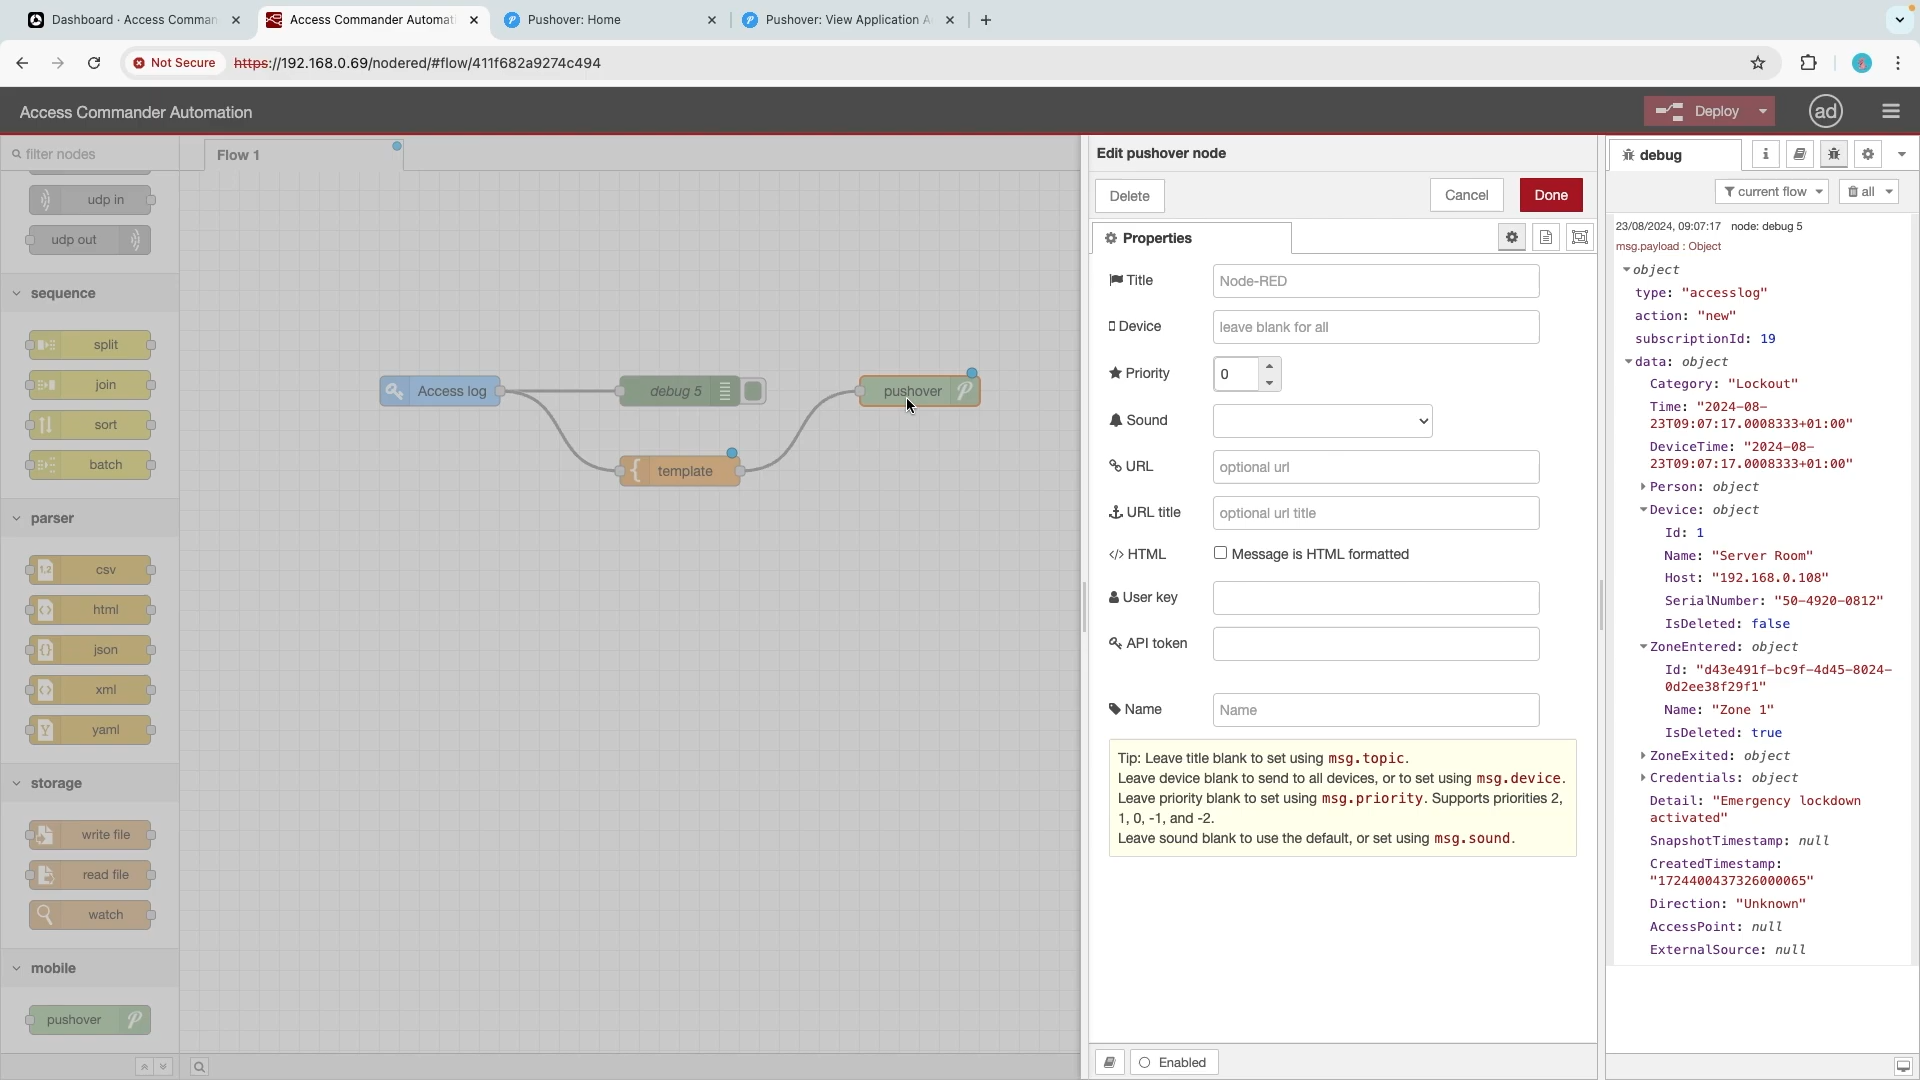 Dashboard · Access Comman
Access Commander Automati
Pushover: Home
Pushover: View Application A
Not Secure
https://192.168.0.69/nodered/#flow/411f682a9274c494
Access Commander Automation
Deploy
ad
filter nodes
Flow 1
udp in
udp out
sequence
split
join
sort
batch
parser
csv
html
json
xml
yaml
storage
write file
read file
watch
mobile
pushover
Access log
debug 5
pushover
template
Edit pushover node
Delete
Cancel
Done
Properties
Title
Node-RED
Device
leave blank for all
Priority
0
Sound
URL
optional url
URL title
optional url title
</> HTML
Message is HTML formatted
User key
API token
Name
Name
Tip: Leave title blank to set using msg.topic.
Leave device blank to send to all devices, or to set using msg.device.
Leave priority blank to set using msg.priority. Supports priorities 2,
1, 0, -1, and -2.
Leave sound blank to use the default, or set using msg.sound.
Enabled
debug
current flow
all
23/08/2024, 09:07:17 node: debug 5
msg.payload : Object
object
type: "accesslog"
action: "new"
subscriptionId: 19
data: object
Category: "Lockout"
Time: "2024-08-
23T09:07:17.0008333+01:00"
DeviceTime: "2024-08-
23T09:07:17.0008333+01:00"
Person: object
Device: object
Id: 1
Name: "Server Room"
Host: "192.168.0.108"
SerialNumber: "50-4920-0812"
IsDeleted: false
ZoneEntered: object
Id: "d43e491f-bc9f-4d45-8024-
0d2ee38f29f1"
Name: "Zone 1"
IsDeleted: true
ZoneExited: object
Credentials: object
Detail: "Emergency lockdown
activated"
SnapshotTimestamp: null
CreatedTimestamp:
"1724400437326000065"
Direction: "Unknown"
AccessPoint: null
ExternalSource: null